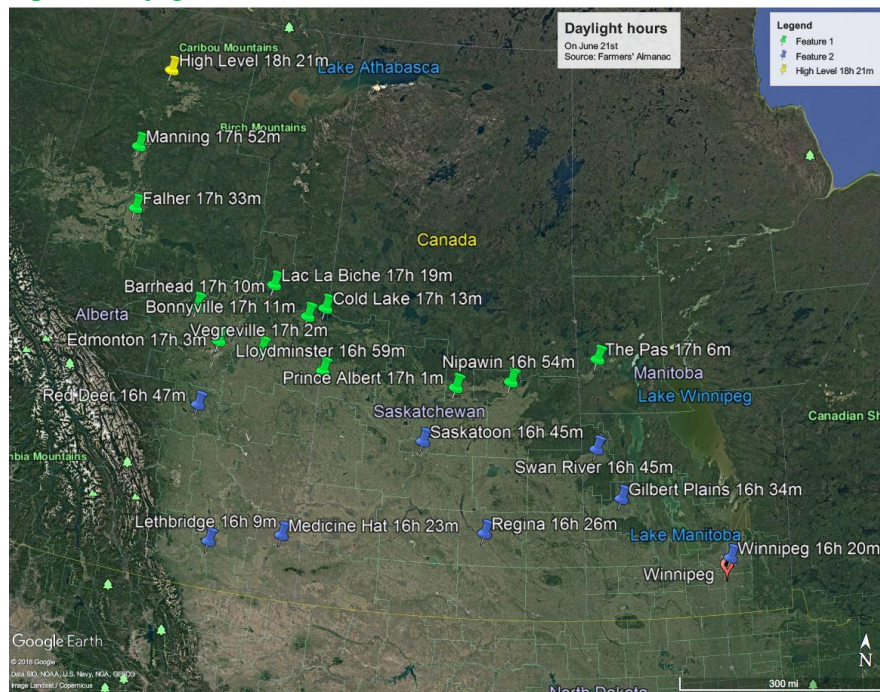 Daylight hours
On June 21st
Source: Farmers' Almanac
Legend
Feature 1
Feature 2
High Level 18h 21m
Caribou Mountains
High Level 18h 21m
Lake Athabasca
Birch Mountains
Manning 17h 52m
Falher 17h 33m
Canada
Lac La Biche 17h 19m
Barrhead 17h 10m
Cold Lake 17h 13m
Bonnyville 17h 11m
Alberta
Vegreville 17h 2m
Edmonton 17h 3m
Lloydminster 16h 59m
The Pas 17h 6m
Nipawin 16h 54m
Prince Albert 17h 1m
Manitoba
Red Deer 16h 47m
Lake Winnipeg
Saskatchewan
Canadian Sh
Saskatoon 16h 45m
bia Mountains
Swan River 16h 45m
Gilbert Plains 16h 34m
Lethbridge 16h 9m
Medicine Hat 16h 23m
Regina 16h 26m
Lake Manitoba
Winnipeg 16h 20m
Winnipeg
Google Earth
© 2018 Google
Data SIO, NOAA, U.S. Navy, NGA, GEBCO
Image Landsat / Copernicus
N
300 mi
North Dakota